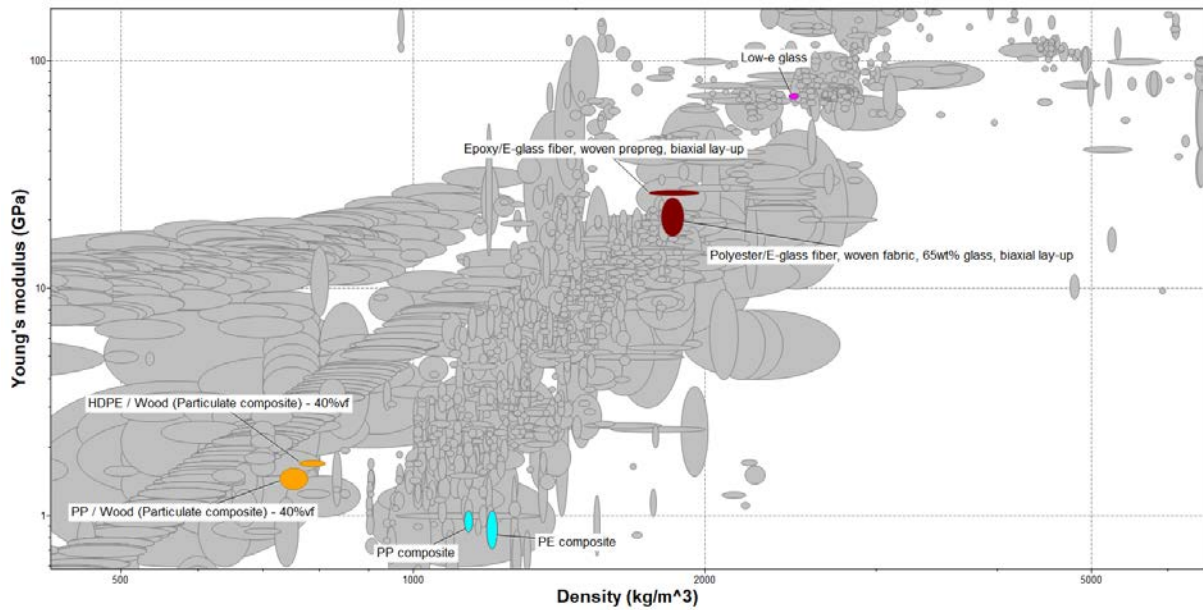 100
Low-e glass
Epoxy/E-glass fiber, woven prepreg, biaxial lay-up
Polyester/E-glass fiber, woven fabric, 65wt% glass, biaxial lay-up
Young's modulus (GPa)
10
HDPE / Wood (Particulate composite) - 40%vf
PP / Wood (Particulate composite) - 40%vf
1
PP composite
PE composite
500
1000
2000
5000
Density (kg/m^3)